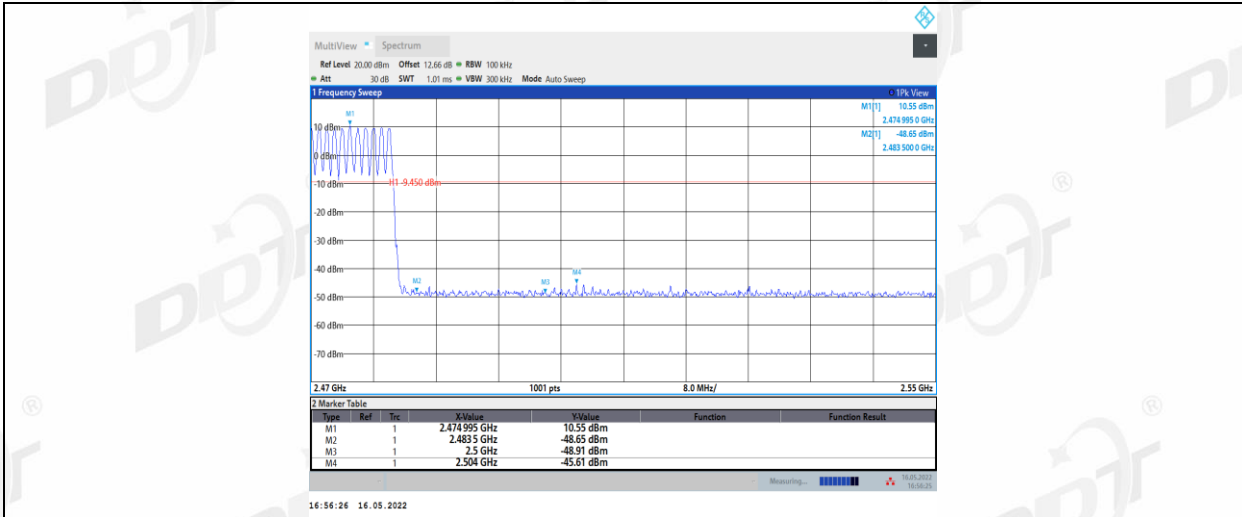 MultiView Spectrum
Ref Level 20.00 dBm Offset 12.66 dB RBW 100 kHz
Att 30 dB SWT 1.01 ms VBW 300 kHz Mode Auto Sweep
1 Frequency Sweep 1Pk View
M1[1] 10.55 dBm
2.474 995 0 GHz
M2[1] -48.65 dBm
2.483 500 0 GHz
M1
10 dBm
0 dBm
-10 dBm
H1 -9.450 dBm
-20 dBm
-30 dBm
-40 dBm
M2 M3 M4
-50 dBm
-60 dBm
-70 dBm
2.47 GHz 1001 pts 8.0 MHz/ 2.55 GHz
2 Marker Table
Type Ref Trc X-Value Y-Value Function Function Result
M1 1 2.474 995 GHz 10.55 dBm
M2 1 2.483 5 GHz -48.65 dBm
M3 1 2.5 GHz -48.91 dBm
M4 1 2.504 GHz -45.61 dBm
Measuring... 16.05.2022
16:56:25
16:56:26 16.05.2022
DDT
®